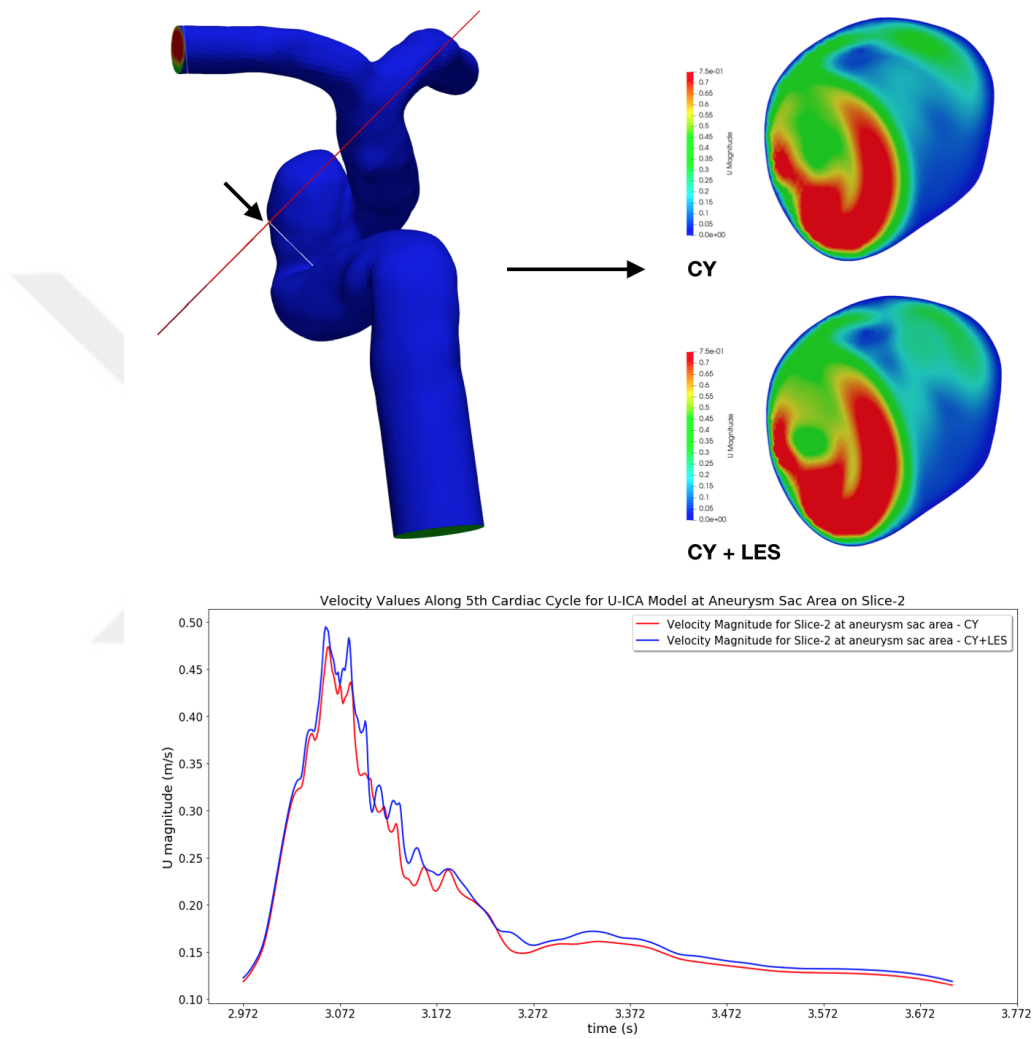 7.5e-01
0.7
0.65
0.6
0.55
0.5
0.45
0.4
0.35
0.3
0.25
0.2
0.15
0.1
0.05
0.0e+00
U Magnitude
CY
7.5e-01
0.7
0.65
0.6
0.55
0.5
0.45
0.4
0.35
0.3
0.25
0.2
0.15
0.1
0.05
0.0e+00
U Magnitude
CY + LES
Velocity Values Along 5th Cardiac Cycle for U-ICA Model at Aneurysm Sac Area on Slice-2
Velocity Magnitude for Slice-2 at aneurysm sac area - CY
Velocity Magnitude for Slice-2 at aneurysm sac area - CY+LES
U magnitude (m/s)
0.50
0.45
0.40
0.35
0.30
0.25
0.20
0.15
0.10
2.972 3.072 3.172 3.272 3.372 3.472 3.572 3.672 3.772
time (s)